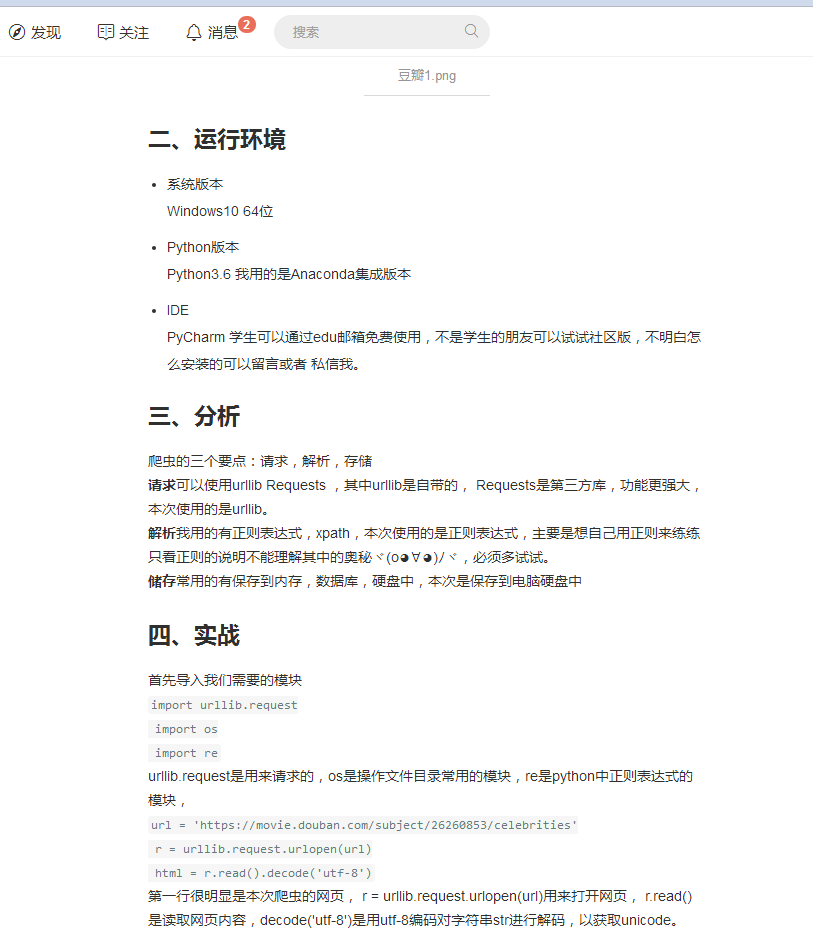 发现 关注 消息 2 搜索
豆瓣1.png
二、运行环境
• 系统版本
Windows10 64位
• Python版本
Python3.6 我用的是Anaconda集成版本
• IDE
PyCharm 学生可以通过edu邮箱免费使用，不是学生的朋友可以试试社区版，不明白怎
么安装的可以留言或者 私信我。
三、分析
爬虫的三个要点：请求，解析，存储
请求可以使用urllib Requests ，其中urllib是自带的， Requests是第三方库，功能更强大，
本次使用的是urllib。
解析我用的有正则表达式，xpath，本次使用的是正则表达式，主要是想自己用正则来练练
只看正则的说明不能理解其中的奥秘ヾ(o◕∀◕)/ヾ，必须多试试。
储存常用的有保存到内存，数据库，硬盘中，本次是保存到电脑硬盘中
四、实战
首先导入我们需要的模块
import urllib.request
import os
import re
urllib.request是用来请求的，os是操作文件目录常用的模块，re是python中正则表达式的
模块，
url = 'https://movie.douban.com/subject/26260853/celebrities'
r = urllib.request.urlopen(url)
html = r.read().decode('utf-8')
第一行很明显是本次爬虫的网页， r = urllib.request.urlopen(url)用来打开网页， r.read()
是读取网页内容，decode('utf-8')是用utf-8编码对字符串str进行解码，以获取unicode。